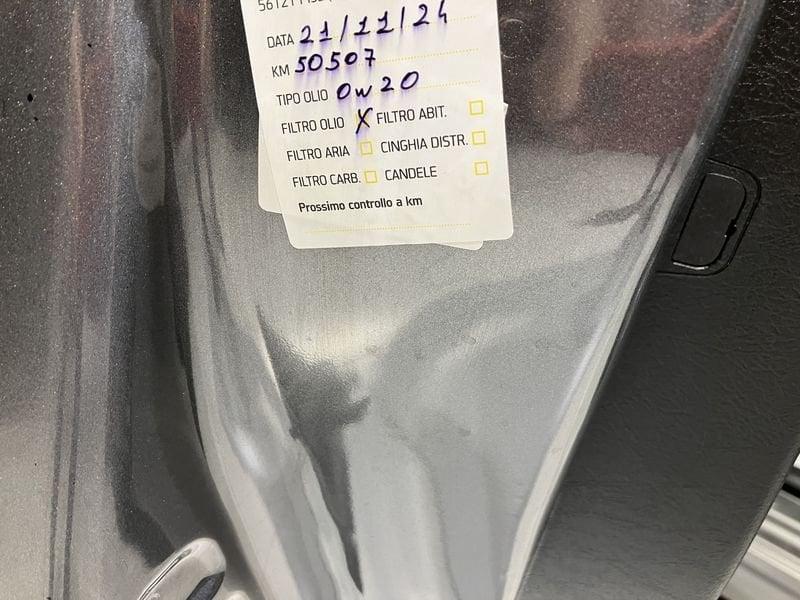 DATA 21/11/24
KM 50507
TIPO OLIO 0w20
FILTRO OLIO X FILTRO ABIT.
FILTRO ARIA CINGHIA DISTR.
FILTRO CARB. CANDELE
Prossimo controllo a km